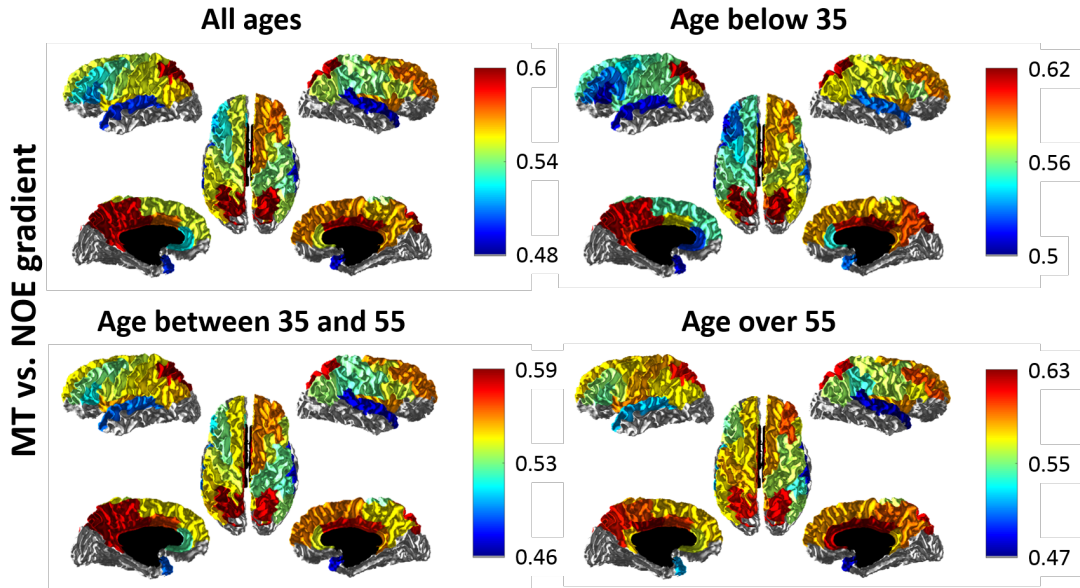 All ages
0.6
0.54
0.48
Age below 35
0.62
0.56
0.5
MT vs. NOE gradient
Age between 35 and 55
0.59
0.53
0.46
Age over 55
0.63
0.55
0.47